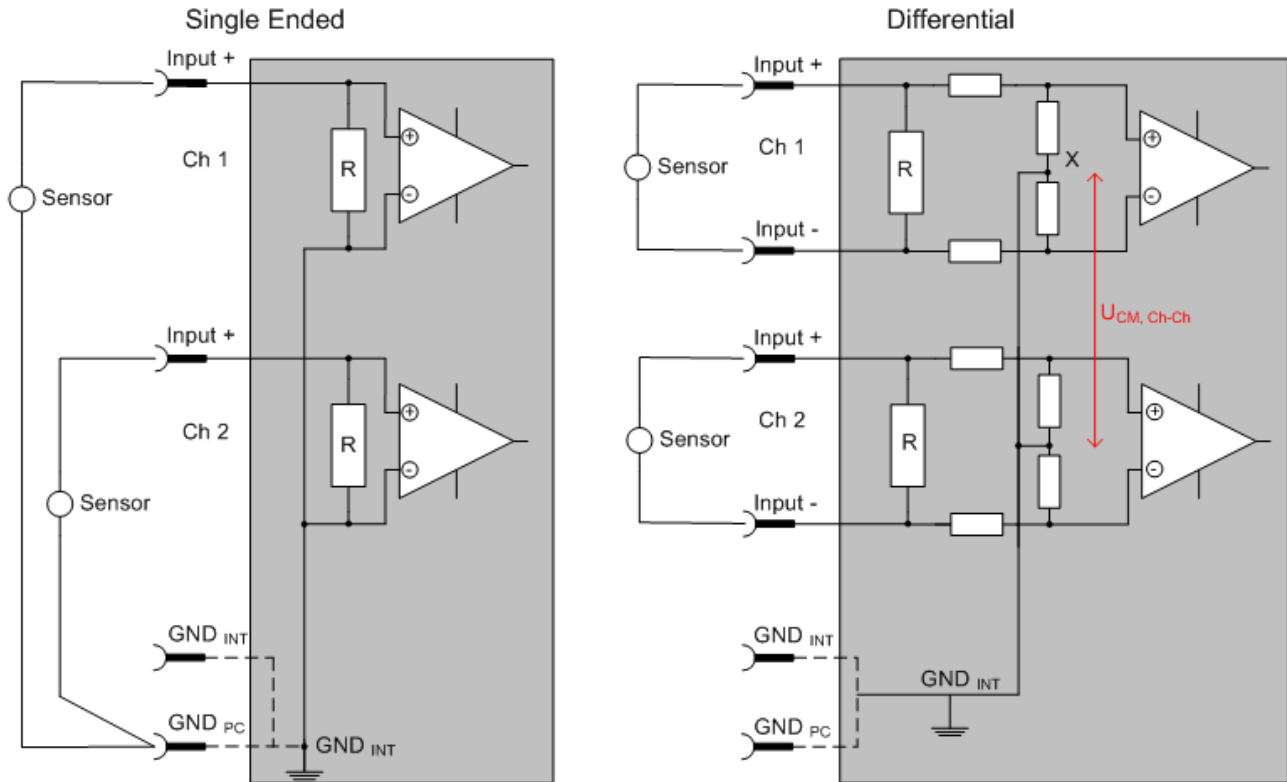 Single Ended
Input +
Ch 1
R
+
-
Sensor
Input +
Ch 2
R
+
-
Sensor
GND INT
GND PC
GND INT
Differential
Input +
Ch 1
R
X
+
-
Sensor
Input -
U CM, Ch-Ch
Input +
Ch 2
R
+
-
Sensor
Input -
GND INT
GND INT
GND PC